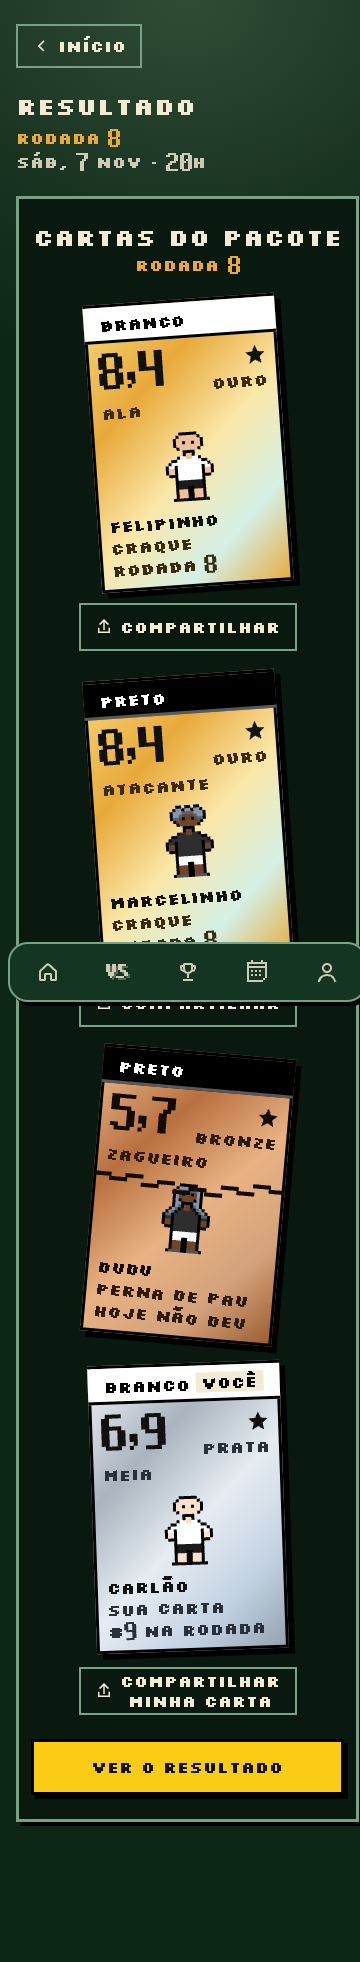 INÍCIO
RESULTADO
RODADA 8
SÁB, 7 NOV · 20H
CARTAS DO PACOTE
RODADA 8
BRANCO
8,4
OURO
ALA
FELIPINHO
CRAQUE
RODADA 8
COMPARTILHAR
PRETO
8,4
OURO
ATACANTE
MARCELINHO
CRAQUE
8
VS
PRETO
5,7
BRONZE
ZAGUEIRO
DUDU
PERNA DE PAU
HOJE NÃO DEU
BRANCO VOCÊ
6,9
PRATA
MEIA
CARLÃO
SUA CARTA
#9 NA RODADA
COMPARTILHAR
MINHA CARTA
VER O RESULTADO